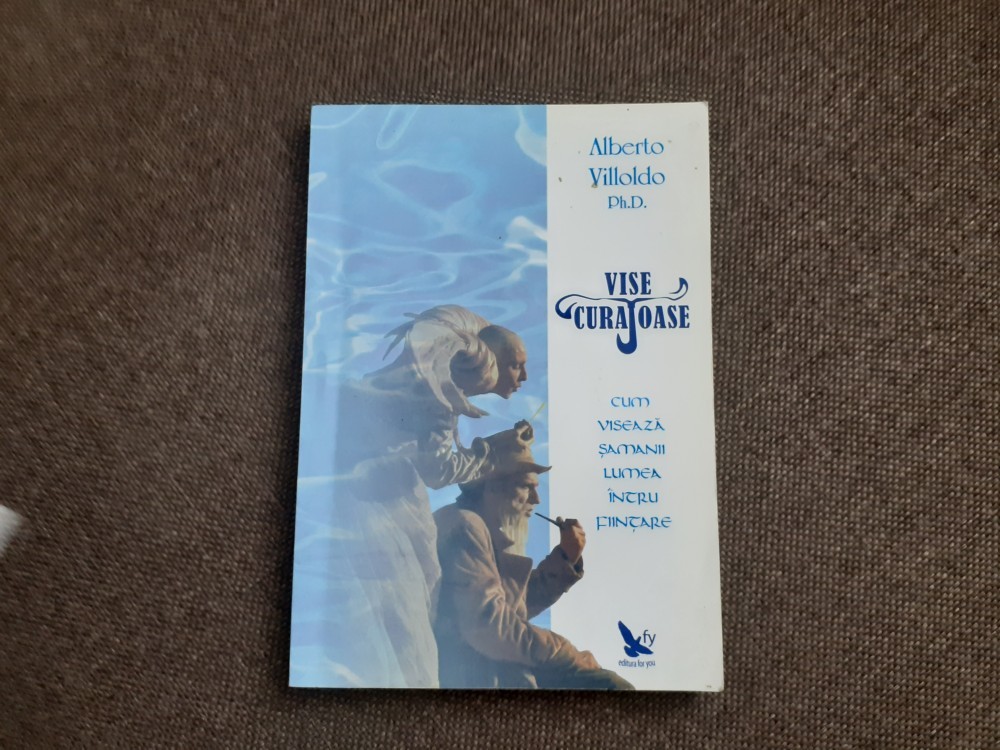 Alberto
Villoldo
Ph.D.
VISE
CURAJOASE
CUM
VISEAZĂ
ȘAMANII
LUMEA
ÎNTRU
FIINȚARE
fy
editura for you